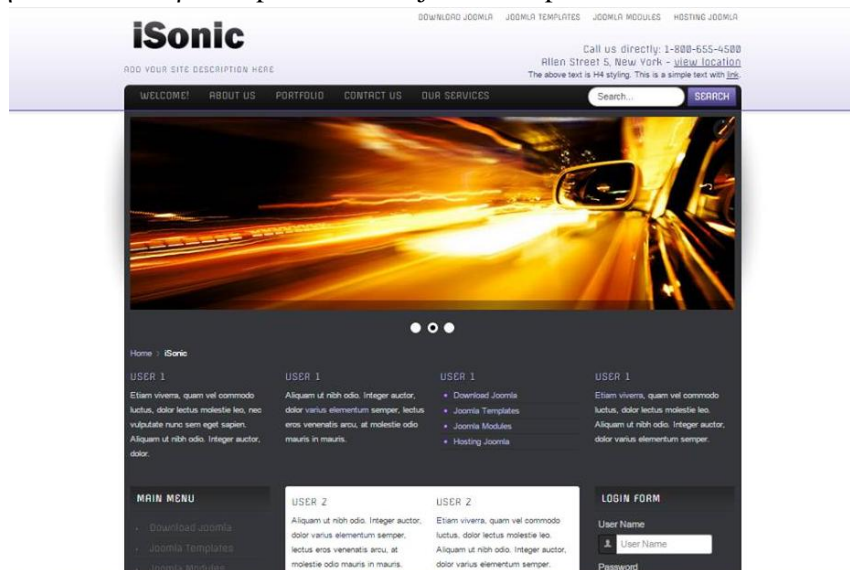 DOWNLOAD JOOMLA JOOMLA TEMPLATES JOOMLA MODULES HOSTING JOOMLA
iSonic
ADD YOUR SITE DESCRIPTION HERE
Call us directly: 1-800-655-4500
Allen Street 5, New York - view location
The above text is H4 styling. This is a simple text with link.
WELCOME! ABOUT US PORTFOLIO CONTACT US OUR SERVICES
Search... SEARCH
Home > iSonic
USER 1
Etiam viverra, quam vel commodo
luctus, dolor lectus molestie leo, nec
vulputate nunc sem eget sapien.
Aliquam ut nibh odio. Integer auctor,
dolor.
USER 1
Aliquam ut nibh odio. Integer auctor,
dolor varius elementum semper, lectus
eros venenatis arcu, at molestie odio
mauris in mauris.
USER 1
Download Joomla
Joomla Templates
Joomla Modules
Hosting Joomla
USER 1
Etiam viverra, quam vel commodo
luctus, dolor lectus molestie leo.
Aliquam ut nibh odio. Integer auctor,
dolor varius elementum semper.
MAIN MENU
Download Joomla
Joomla Templates
Joomla Modules
USER 2
Aliquam ut nibh odio. Integer auctor,
dolor varius elementum semper,
lectus eros venenatis arcu, at
molestie odio mauris in mauris.
USER 2
Etiam viverra, quam vel commodo
luctus, dolor lectus molestie leo.
Aliquam ut nibh odio. Integer auctor,
dolor varius elementum semper.
LOGIN FORM
User Name
User Name
Password